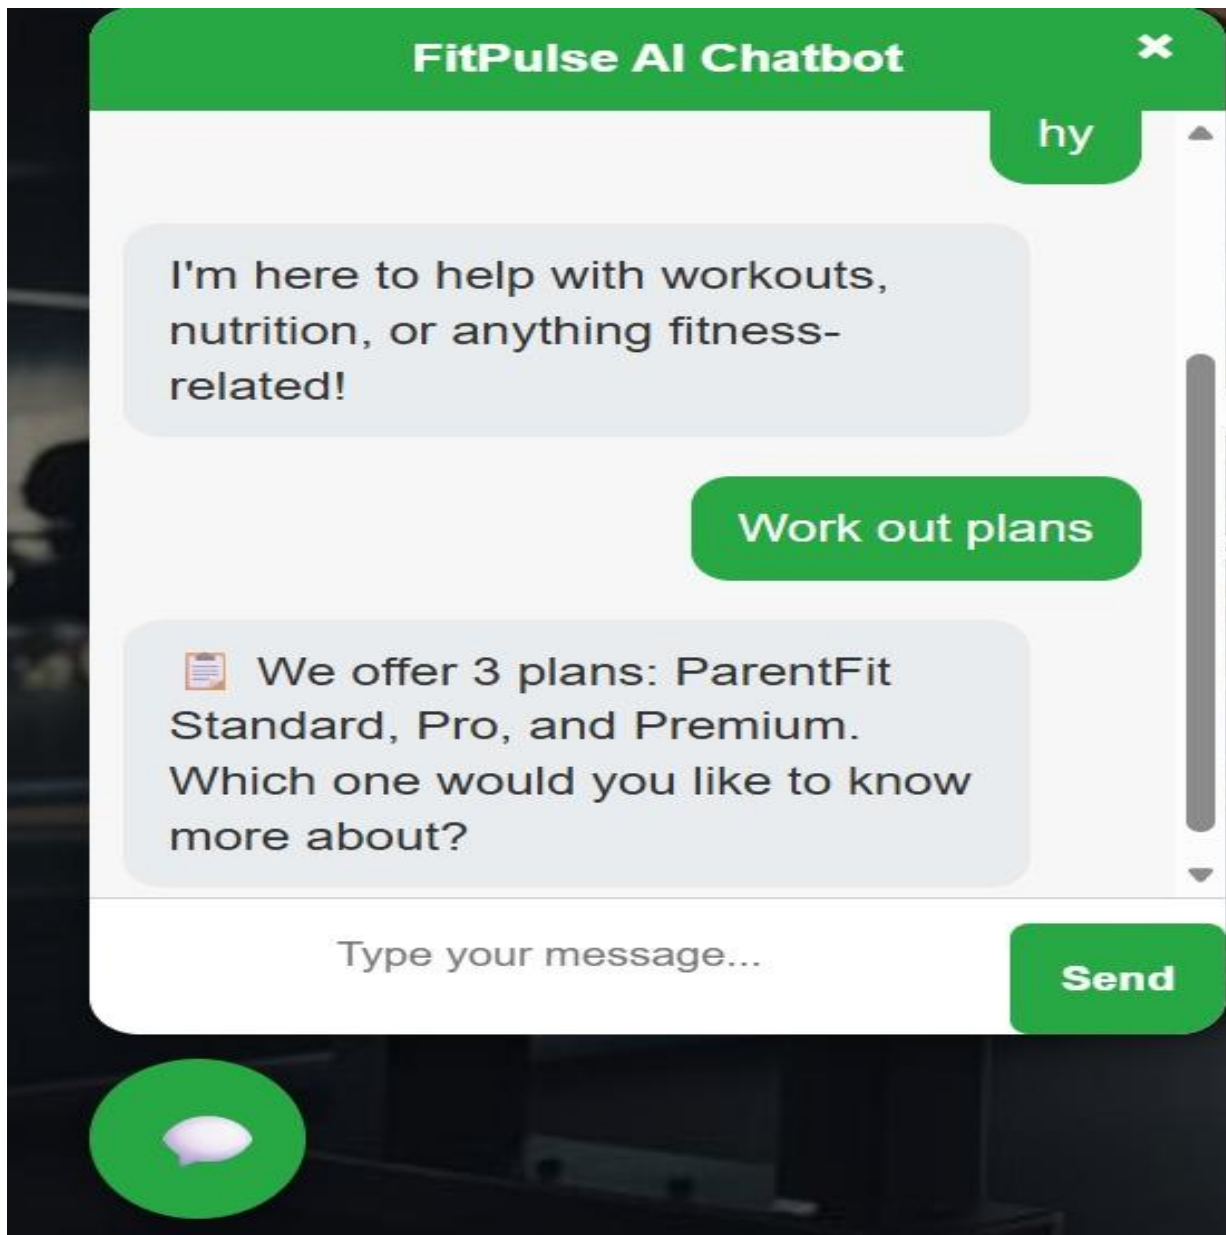 FitPulse AI Chatbot
hy
I'm here to help with workouts,
nutrition, or anything fitness-
related!
Work out plans
We offer 3 plans: ParentFit
Standard, Pro, and Premium.
Which one would you like to know
more about?
Type your message...
Send